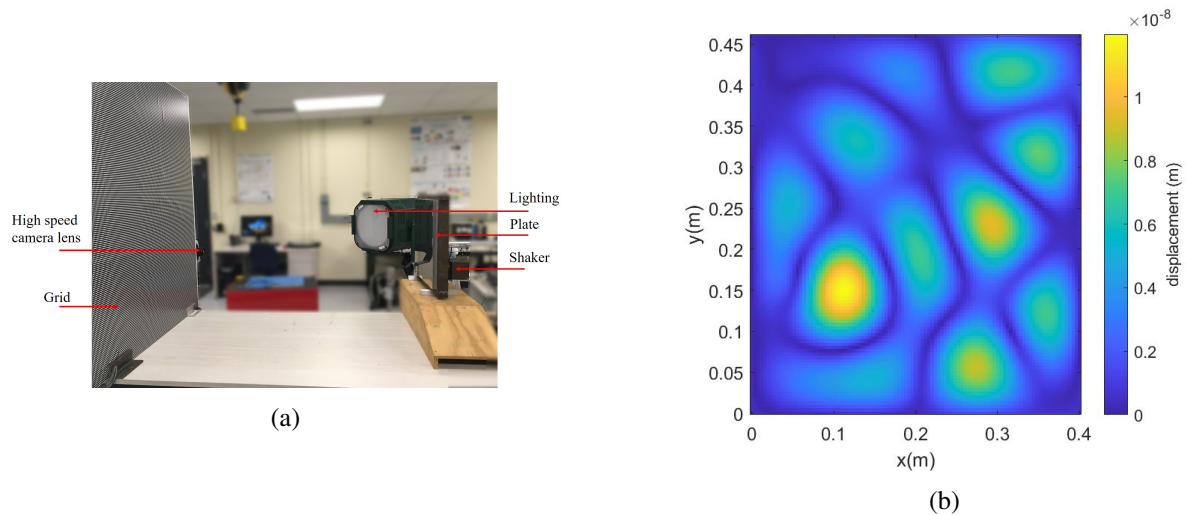 High speed
camera lens
Grid
Lighting
Plate
Shaker
(a)
×10⁻⁸
0.45
0.4
0.35
0.3
0.25
0.2
0.15
0.1
0.05
0
y(m)
0 0.1 0.2 0.3 0.4
x(m)
1
0.8
0.6
0.4
0.2
0
displacement (m)
(b)